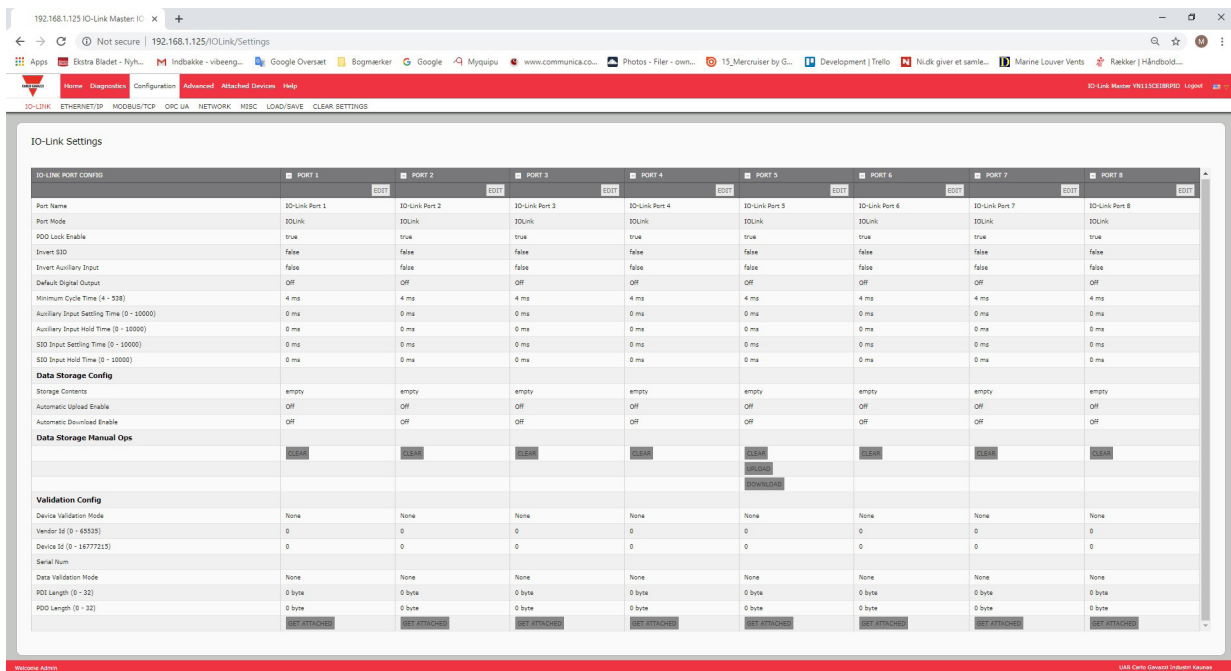 192.168.1.125 IO-Link Master: IO-
Not secure | 192.168.1.125/IOLink/Settings
Apps Ekstra Bladet - Nyh... Indbakke - vibeeng... Google Oversæt Bogmærker Google Myquipu www.communica.co... Photos - Filer - own... 15_Mercruiser by G... Development | Trello Ni.dk giver et samle... Marine Louver Vents Rækker | Håndbold....
CARLO GAVAZZI Home Diagnostics Configuration Advanced Attached Devices Help IO-Link Master YN115CEI8RPIO Logout
IO-LINK ETHERNET/IP MODBUS/TCP OPC UA NETWORK MISC LOAD/SAVE CLEAR SETTINGS
IO-Link Settings
IO-LINK PORT CONFIG PORT 1 PORT 2 PORT 3 PORT 4 PORT 5 PORT 6 PORT 7 PORT 8
EDIT EDIT EDIT EDIT EDIT EDIT EDIT EDIT
Port Name IO-Link Port 1 IO-Link Port 2 IO-Link Port 3 IO-Link Port 4 IO-Link Port 5 IO-Link Port 6 IO-Link Port 7 IO-Link Port 8
Port Mode IOLink IOLink IOLink IOLink IOLink IOLink IOLink IOLink
PDO Lock Enable true true true true true true true true
Invert SIO false false false false false false false false
Invert Auxiliary Input false false false false false false false false
Default Digital Output Off Off Off Off Off Off Off Off
Minimum Cycle Time (4 - 538) 4 ms 4 ms 4 ms 4 ms 4 ms 4 ms 4 ms 4 ms
Auxiliary Input Settling Time (0 - 10000) 0 ms 0 ms 0 ms 0 ms 0 ms 0 ms 0 ms 0 ms
Auxiliary Input Hold Time (0 - 10000) 0 ms 0 ms 0 ms 0 ms 0 ms 0 ms 0 ms 0 ms
SIO Input Settling Time (0 - 10000) 0 ms 0 ms 0 ms 0 ms 0 ms 0 ms 0 ms 0 ms
SIO Input Hold Time (0 - 10000) 0 ms 0 ms 0 ms 0 ms 0 ms 0 ms 0 ms 0 ms
Data Storage Config
Storage Contents empty empty empty empty empty empty empty empty
Automatic Upload Enable Off Off Off Off Off Off Off Off
Automatic Download Enable Off Off Off Off Off Off Off Off
Data Storage Manual Ops
CLEAR CLEAR CLEAR CLEAR CLEAR CLEAR CLEAR CLEAR
UPLOAD
DOWNLOAD
Validation Config
Device Validation Mode None None None None None None None None
Vendor Id (0 - 65535) 0 0 0 0 0 0 0 0
Device Id (0 - 16777215) 0 0 0 0 0 0 0 0
Serial Num
Data Validation Mode None None None None None None None None
PDI Length (0 - 32) 0 byte 0 byte 0 byte 0 byte 0 byte 0 byte 0 byte 0 byte
PDO Length (0 - 32) 0 byte 0 byte 0 byte 0 byte 0 byte 0 byte 0 byte 0 byte
GET ATTACHED GET ATTACHED GET ATTACHED GET ATTACHED GET ATTACHED GET ATTACHED GET ATTACHED GET ATTACHED
Welcome Admin UAB Carlo Gavazzi Industri Kaunas